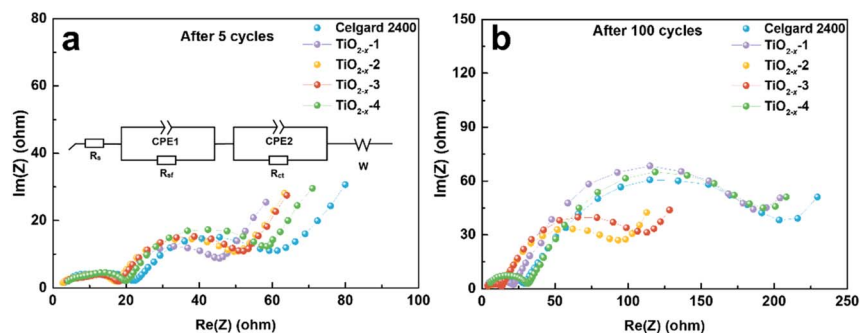 a
After 5 cycles
Celgard 2400
TiO2-x-1
TiO2-x-2
TiO2-x-3
TiO2-x-4
CPE1
CPE2
Rs
Rsf
Rct
W
Im(Z) (ohm)
80
60
40
20
0
0 20 40 60 80 100
Re(Z) (ohm)
b
After 100 cycles
Celgard 2400
TiO2-x-1
TiO2-x-2
TiO2-x-3
TiO2-x-4
Im(Z) (ohm)
150
120
90
60
30
0
0 50 100 150 200 250
Re(Z) (ohm)